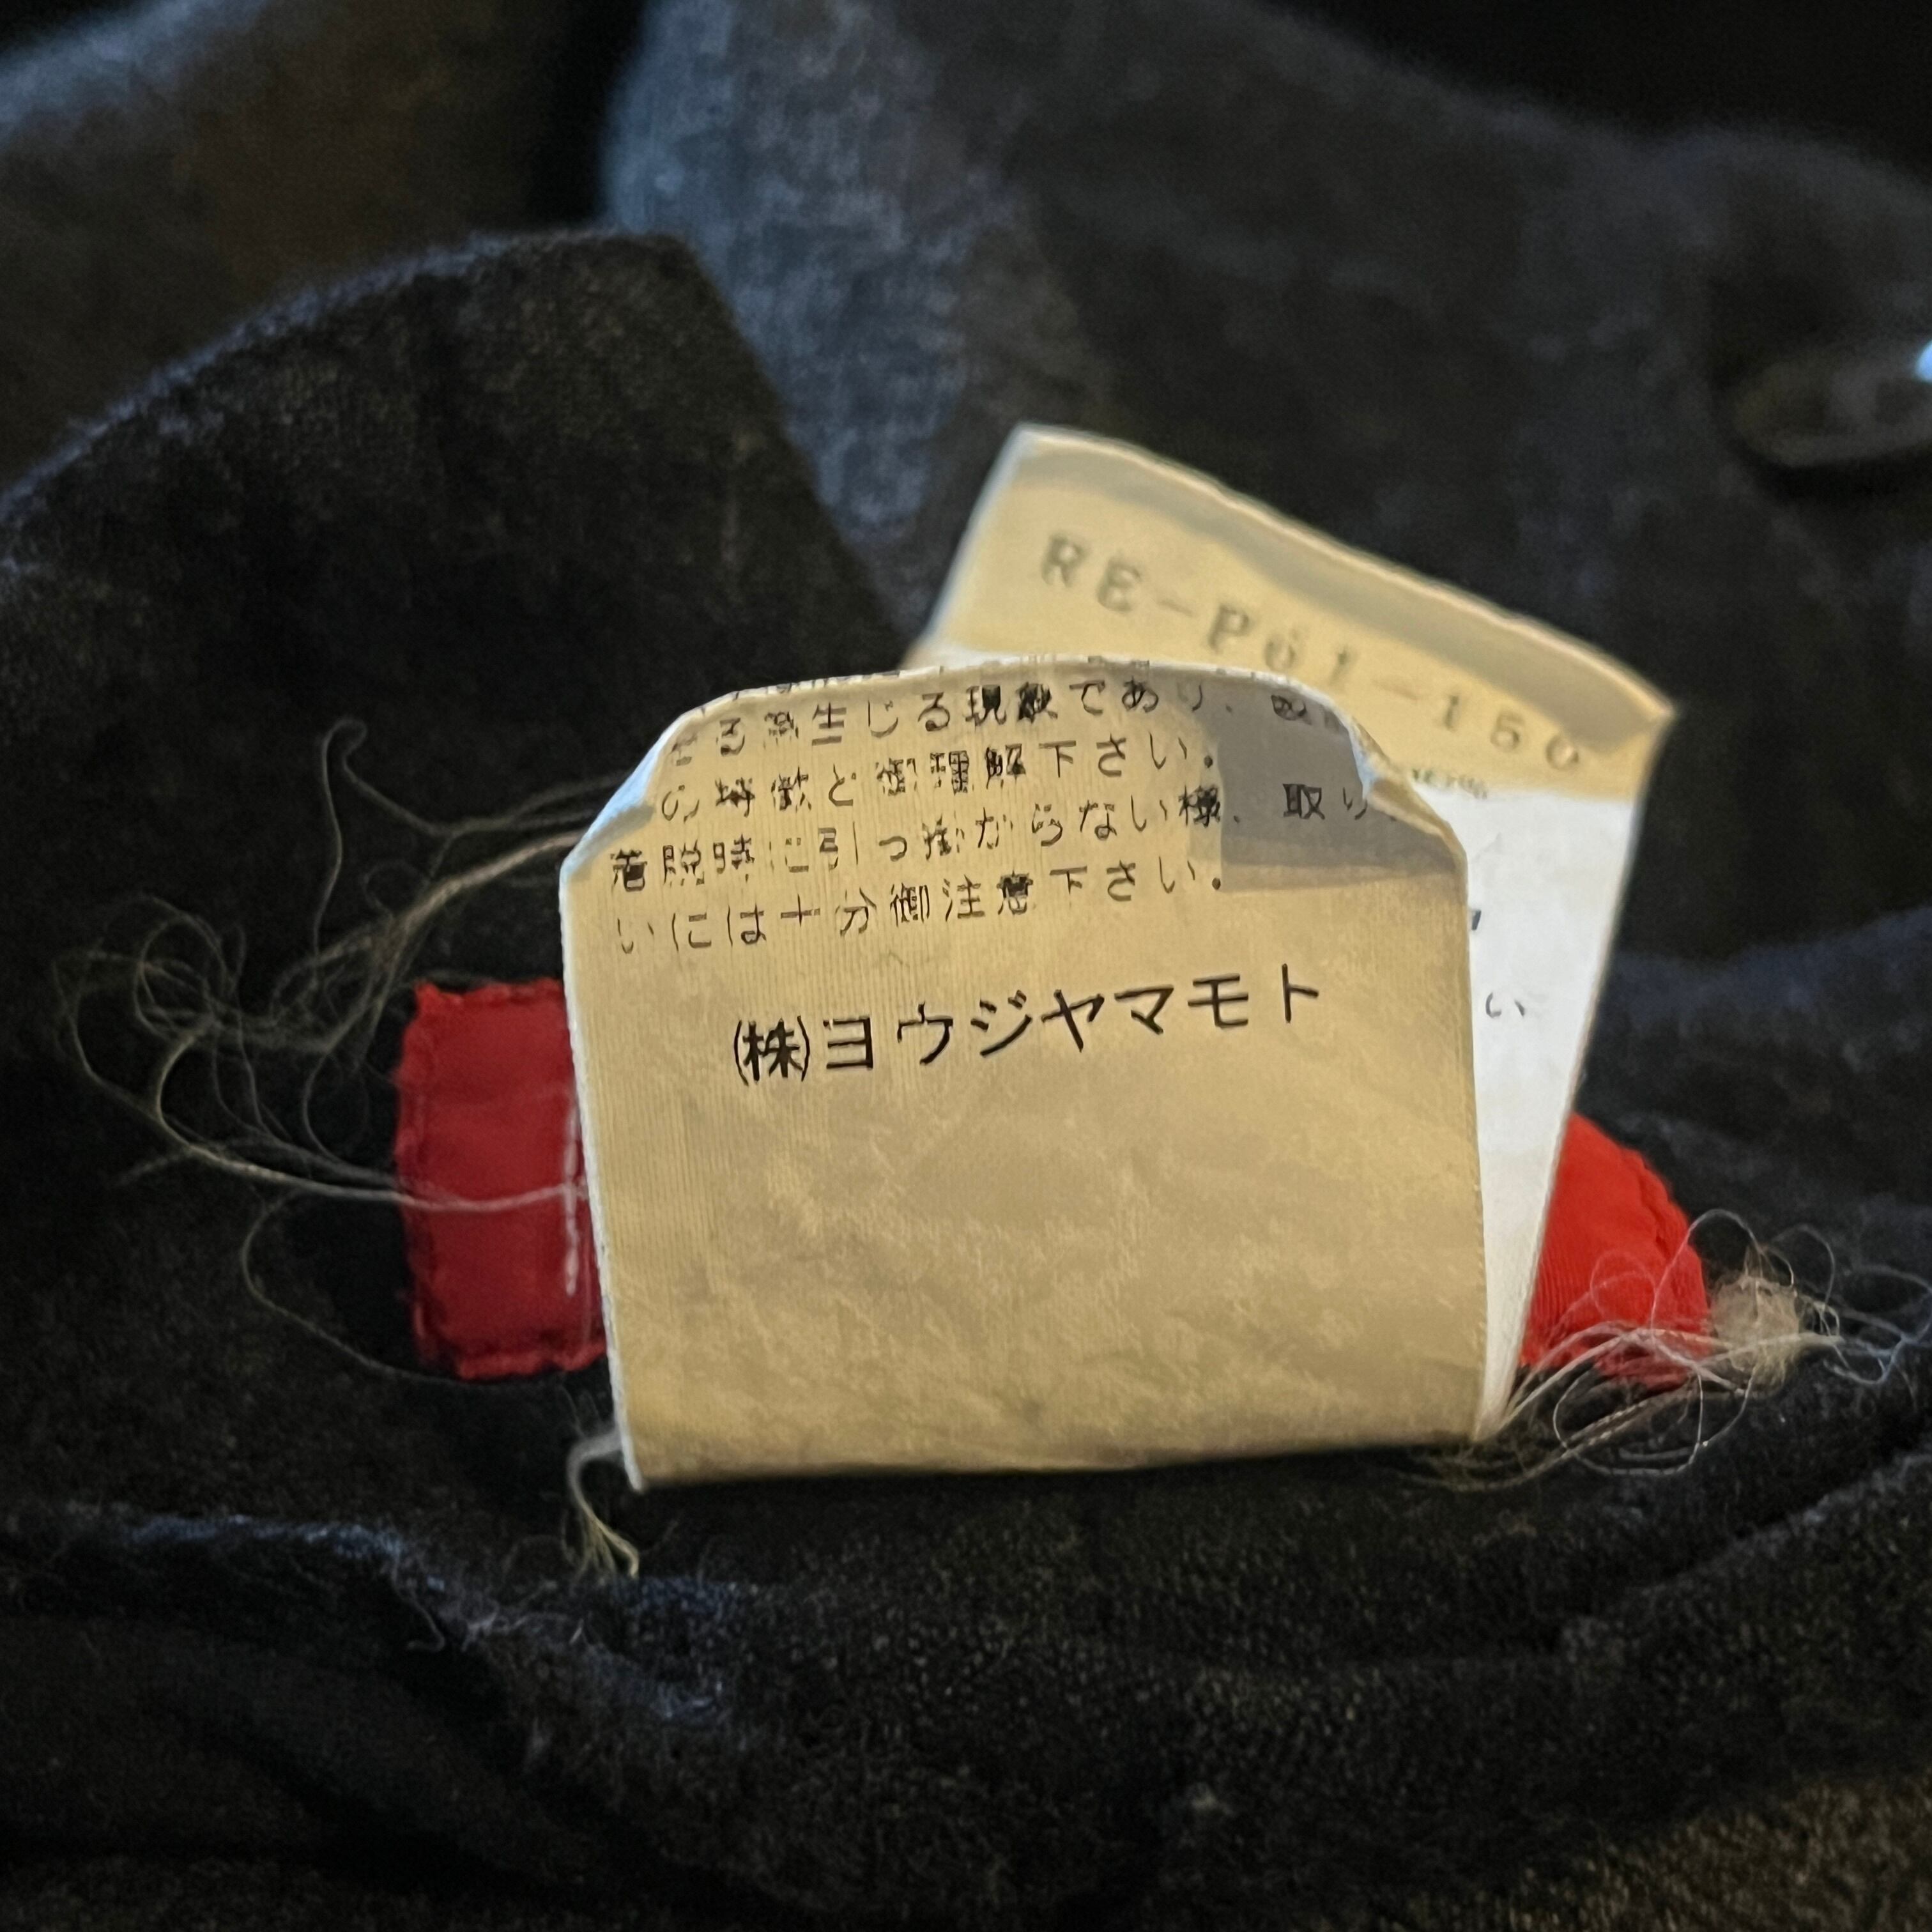 RE-P61-150
る為生じる現象であり、
の特徴と御理解下さい。
着脱時に引っ掛からない様、取り
いには十分御注意下さい。
㈱ヨウジヤマモト
い